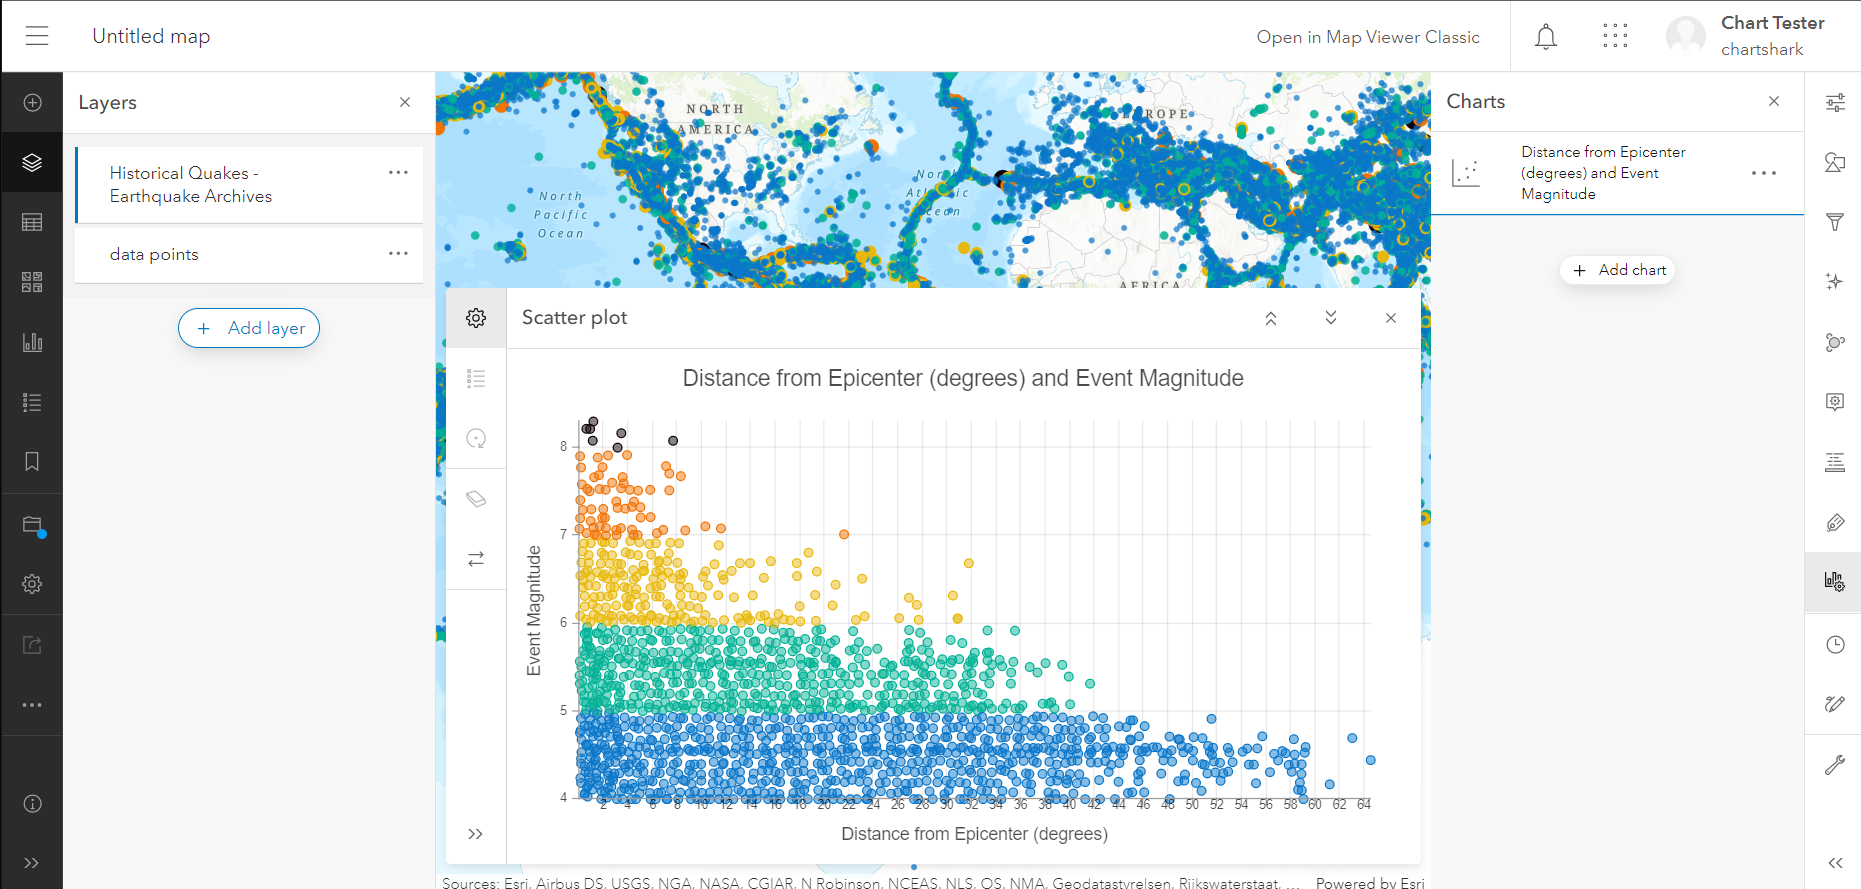 Untitled map
Open in Map Viewer Classic
Chart Tester
chartshark
Layers
Historical Quakes -
Earthquake Archives
data points
Add layer
NORTH
AMERICA
North
Pacific
Ocean
EUROPE
AFRICA
Charts
Distance from Epicenter
(degrees) and Event
Magnitude
Add chart
Scatter plot
Distance from Epicenter (degrees) and Event Magnitude
Event Magnitude
8
7
6
5
4
2 4 6 8 10 12 14 16 18 20 22 24 26 28 30 32 34 36 38 40 42 44 46 48 50 52 54 56 58 60 62 64
Distance from Epicenter (degrees)
Sources: Esri, Airbus DS, USGS, NGA, NASA, CGIAR, N Robinson, NCEAS, NLS, OS, NMA, Geodatastyrelsen, Rijkswaterstaat, ...
Powered by Esri